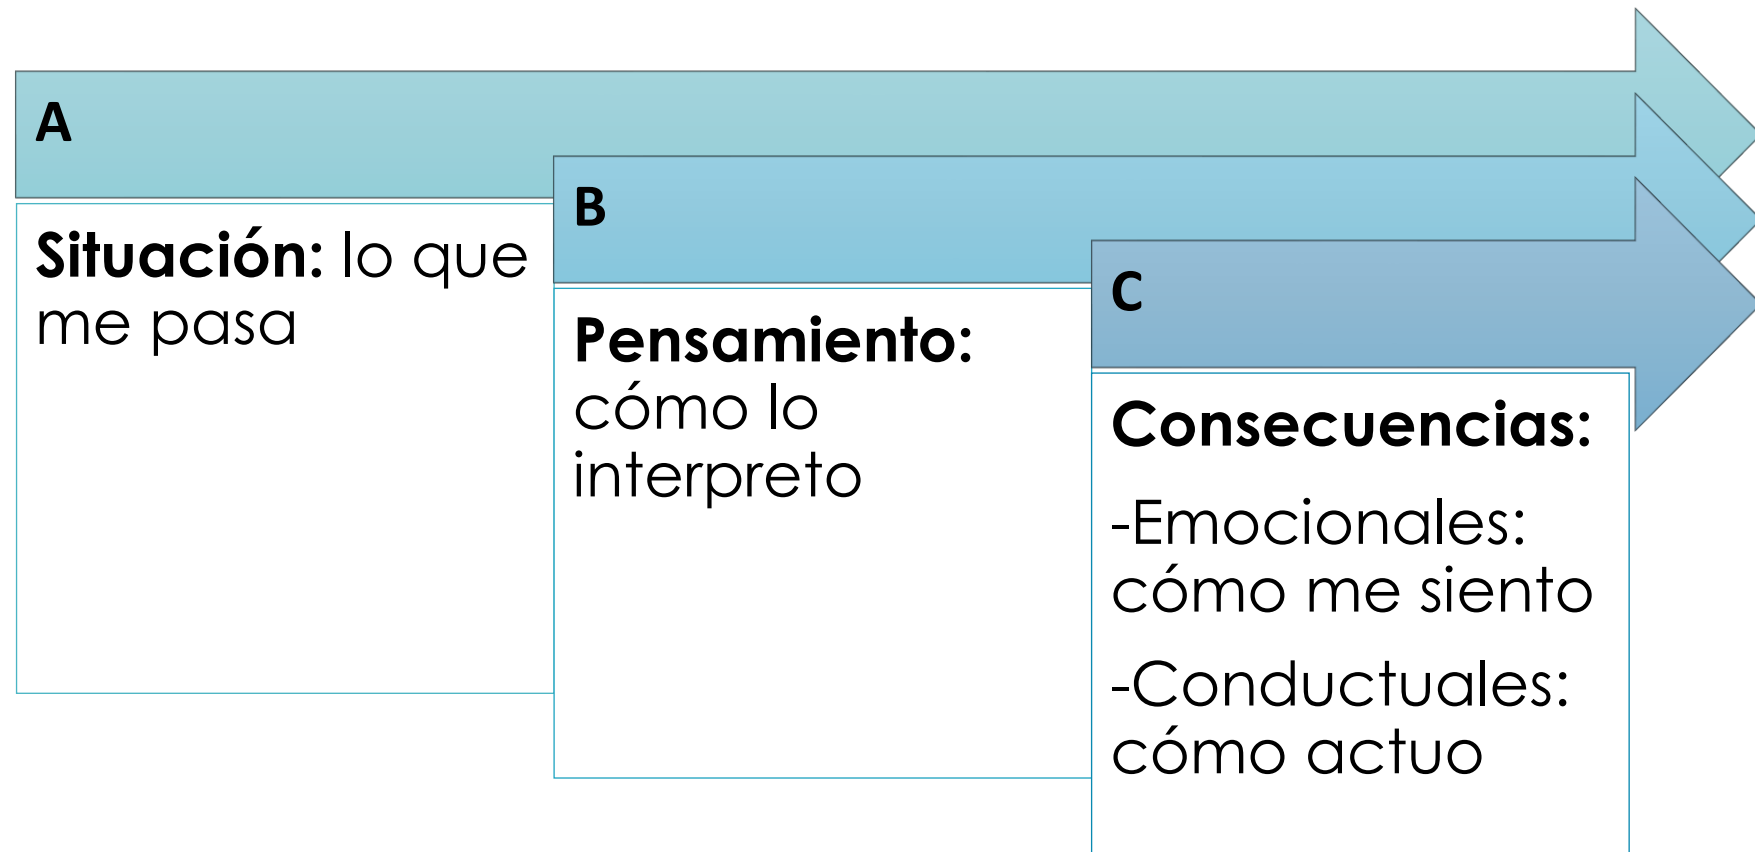 A
Situación: lo que
me pasa
B
Pensamiento:
cómo lo
interpreto
C
Consecuencias:
-Emocionales:
cómo me siento
-Conductuales:
cómo actuo